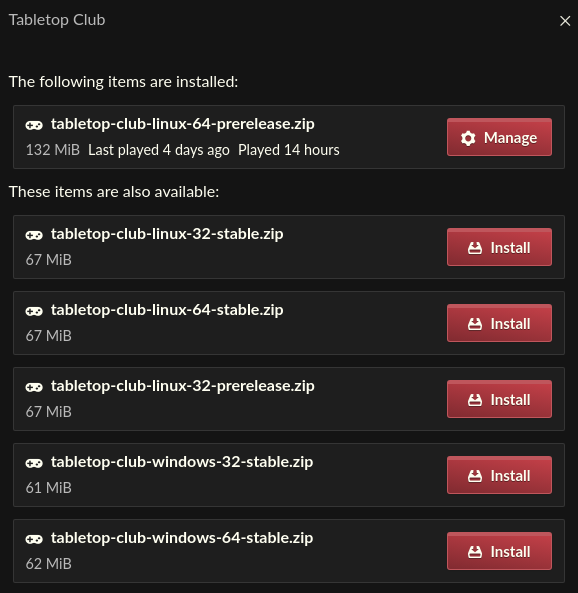 Tabletop Club
The following items are installed:
tabletop-club-linux-64-prerelease.zip
132 MiB Last played 4 days ago Played 14 hours
Manage
These items are also available:
tabletop-club-linux-32-stable.zip
67 MiB
Install
tabletop-club-linux-64-stable.zip
67 MiB
Install
tabletop-club-linux-32-prerelease.zip
67 MiB
Install
tabletop-club-windows-32-stable.zip
61 MiB
Install
tabletop-club-windows-64-stable.zip
62 MiB
Install